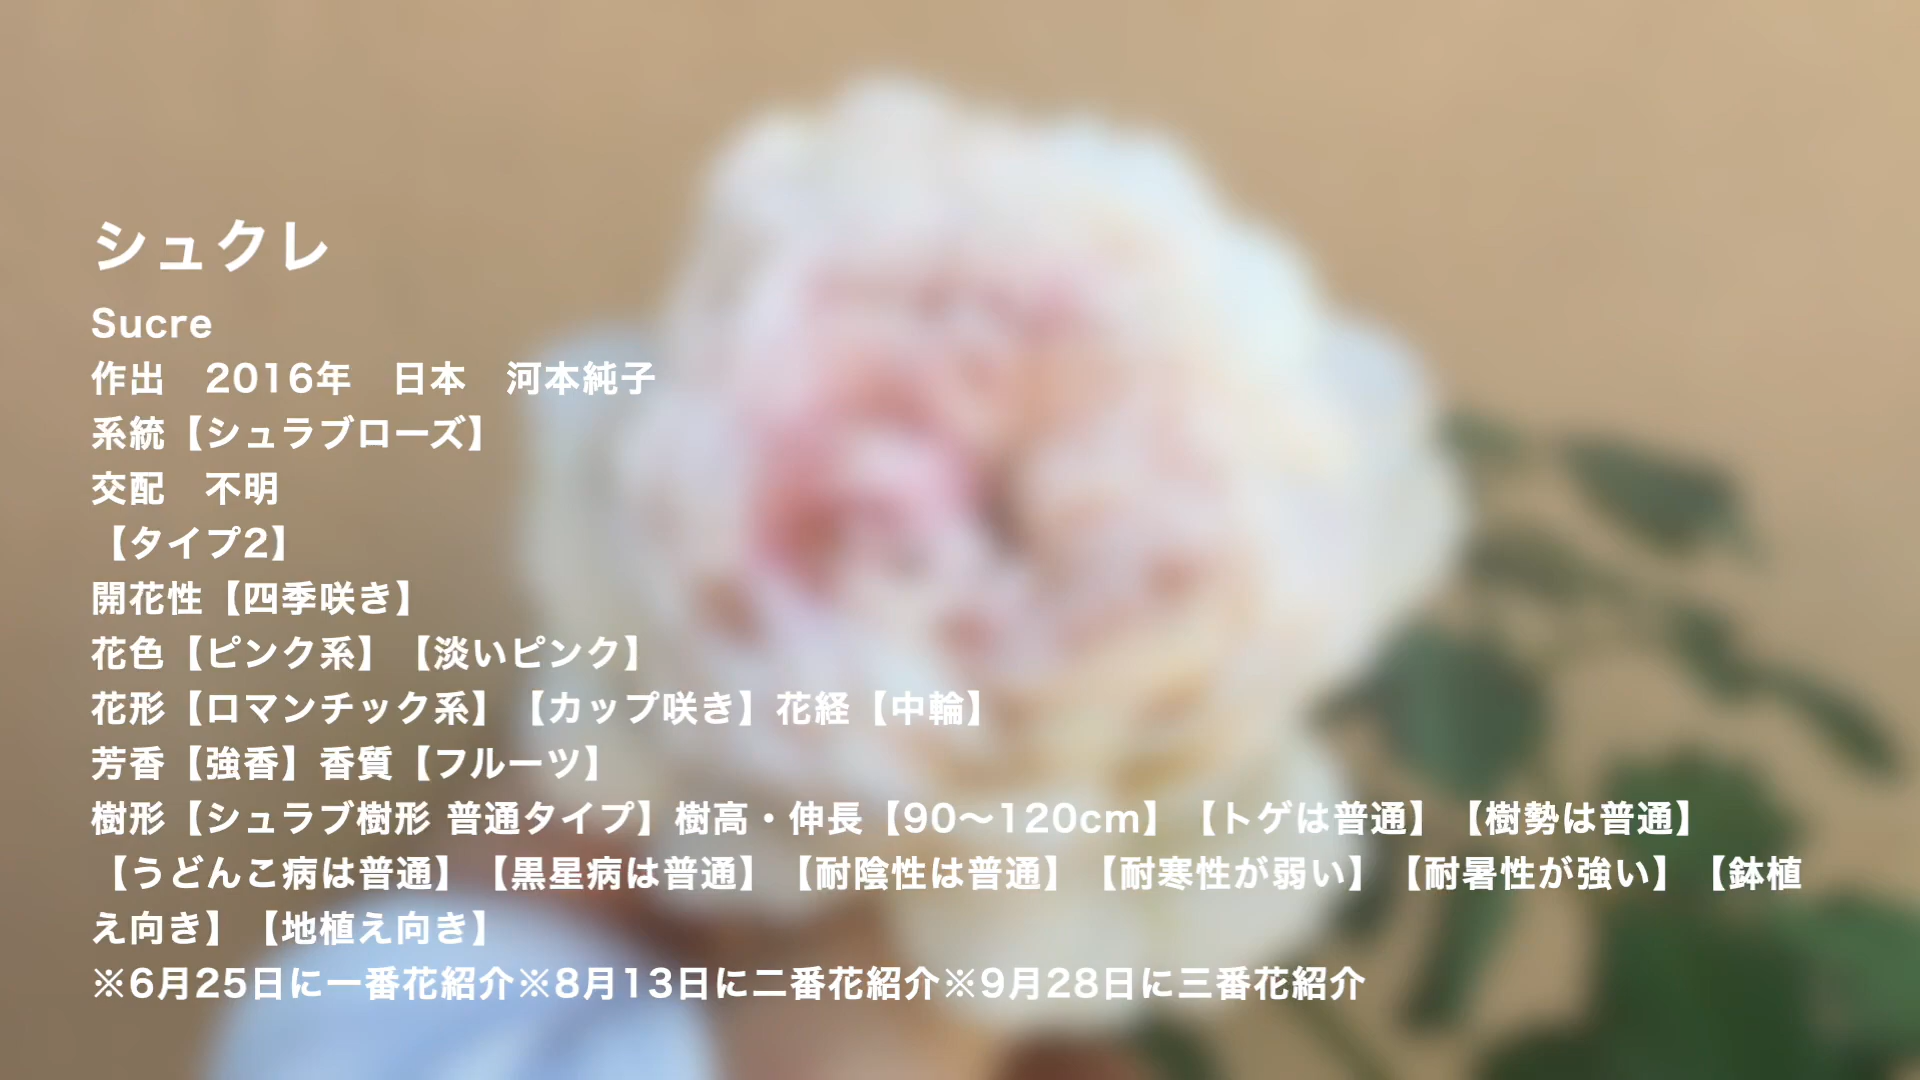 シュクレ
Sucre
作出　2016年　日本　河本純子
系統【シュラブローズ】
交配　不明
【タイプ2】
開花性【四季咲き】
花色【ピンク系】【淡いピンク】
花形【ロマンチック系】【カップ咲き】花経【中輪】
芳香【強香】香質【フルーツ】
樹形【シュラブ樹形 普通タイプ】樹高・伸長【90〜120cm】【トゲは普通】【樹勢は普通】
【うどんこ病は普通】【黒星病は普通】【耐陰性は普通】【耐寒性が弱い】【耐暑性が強い】【鉢植
え向き】【地植え向き】
※6月25日に一番花紹介※8月13日に二番花紹介※9月28日に三番花紹介